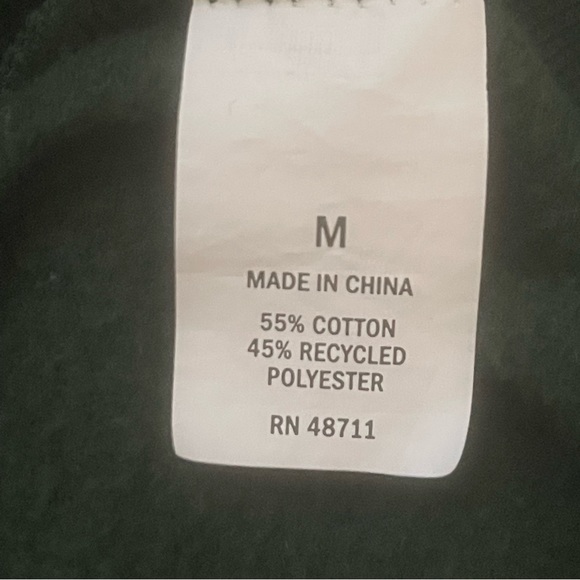 M
MADE IN CHINA
55% COTTON
45% RECYCLED
POLYESTER
RN 48711